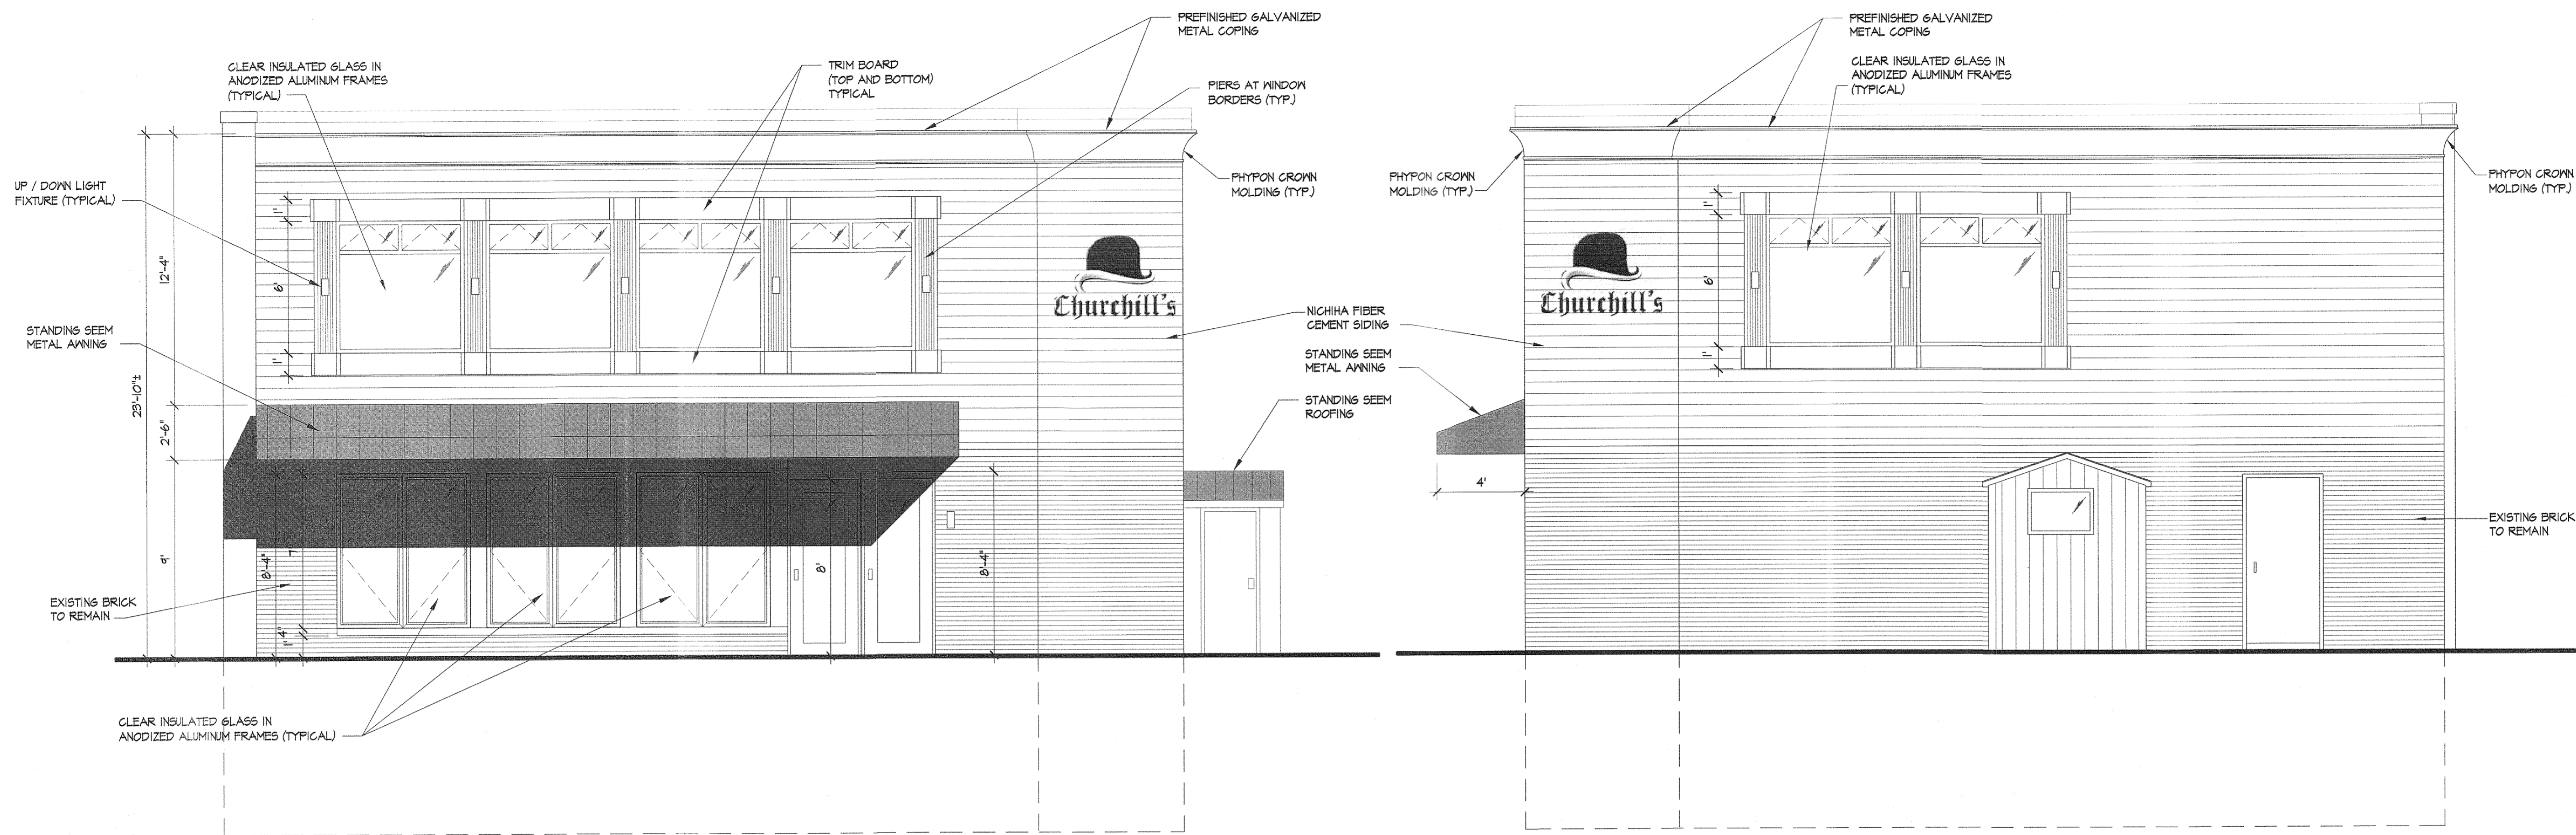 PREFINISHED GALVANIZED
METAL COPING
CLEAR INSULATED GLASS IN
ANODIZED ALUMINUM FRAMES
(TYPICAL)
TRIM BOARD
(TOP AND BOTTOM)
TYPICAL
PIERS AT WINDOW
BORDERS (TYP.)
UP / DOWN LIGHT
FIXTURE (TYPICAL)
PHYPON CROWN
MOLDING (TYP.)
1'
6'
1'
12'-4"
23'-10"±
2'-6"
9'
Churchill's
STANDING SEEM
METAL AWNING
NICHIHA FIBER
CEMENT SIDING
STANDING SEEM
ROOFING
8'-4"
7'
1'-4"
8'
8'-4"
EXISTING BRICK
TO REMAIN
CLEAR INSULATED GLASS IN
ANODIZED ALUMINUM FRAMES (TYPICAL)
PREFINISHED GALVANIZED
METAL COPING
CLEAR INSULATED GLASS IN
ANODIZED ALUMINUM FRAMES
(TYPICAL)
PHYPON CROWN
MOLDING (TYP.)
PHYPON CROWN
MOLDING (TYP.)
1'
6'
1'
Churchill's
STANDING SEEM
METAL AWNING
4'
EXISTING BRICK
TO REMAIN